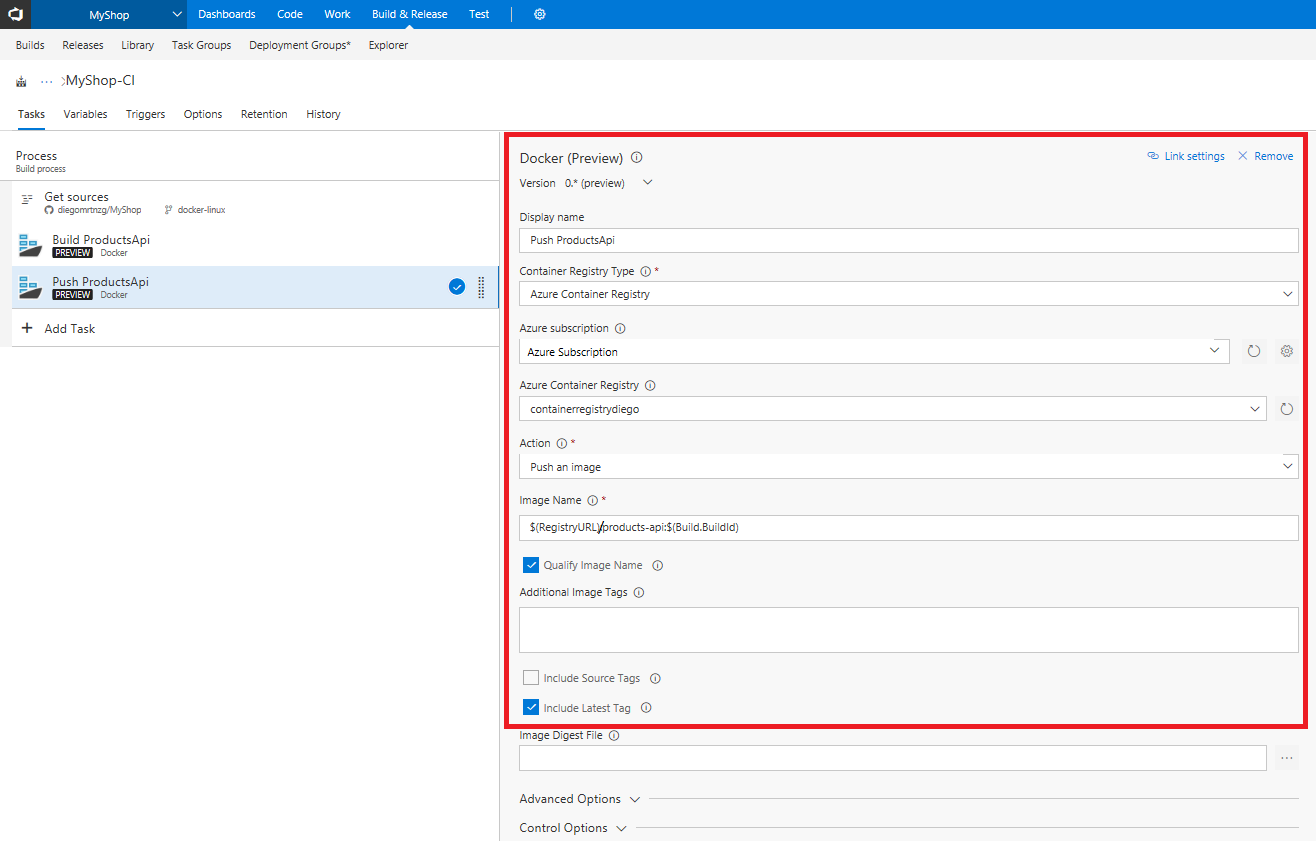 MyShop Dashboards Code Work Build & Release Test
Builds Releases Library Task Groups Deployment Groups* Explorer
... > MyShop-CI
Tasks Variables Triggers Options Retention History
Process
Build process
Get sources
diegomrtnzg/MyShop docker-linux
Build ProductsApi
PREVIEW Docker
Push ProductsApi
PREVIEW Docker
+ Add Task
Docker (Preview) Link settings Remove
Version 0.* (preview)
Display name
Push ProductsApi
Container Registry Type *
Azure Container Registry
Azure subscription
Azure Subscription
Azure Container Registry
containerregistrydiego
Action *
Push an image
Image Name *
$(RegistryURL)/products-api:$(Build.BuildId)
Qualify Image Name
Additional Image Tags
Include Source Tags
Include Latest Tag
Image Digest File
...
Advanced Options
Control Options